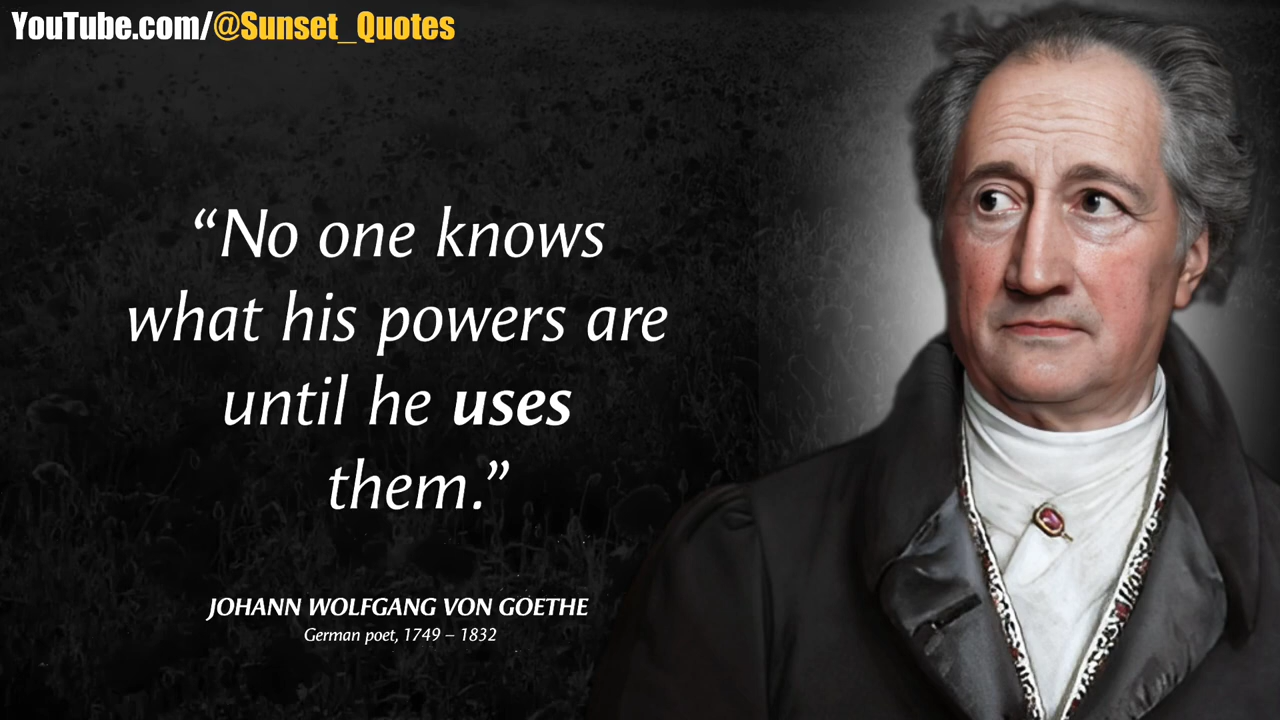 YouTube.com/@Sunset_Quotes
“No one knows
what his powers are
until he uses
them.”
JOHANN WOLFGANG VON GOETHE
German poet, 1749 – 1832